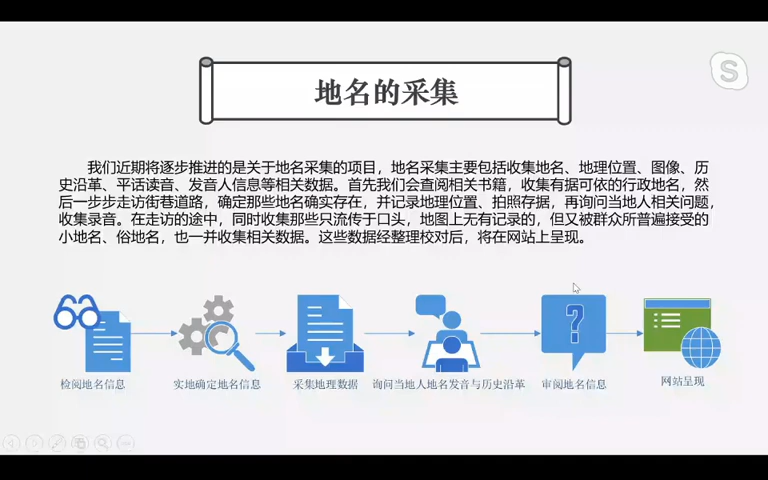 地名的采集
S
我们近期将逐步推进的是关于地名采集的项目，地名采集主要包括收集地名、地理位置、图像、历
史沿革、平话读音、发音人信息等相关数据。首先我们会查阅相关书籍，收集有据可依的行政地名，然
后一步步走访街巷道路，确定那些地名确实存在，并记录地理位置、拍照存据，再询问当地人相关问题，
收集录音。在走访的途中，同时收集那些只流传于口头，地图上无有记录的，但又被群众所普遍接受的
小地名、俗地名，也一并收集相关数据。这些数据经整理校对后，将在网站上呈现。
检阅地名信息
实地确定地名信息
采集地理数据
询问当地人地名发音与历史沿革
审阅地名信息
网站呈现